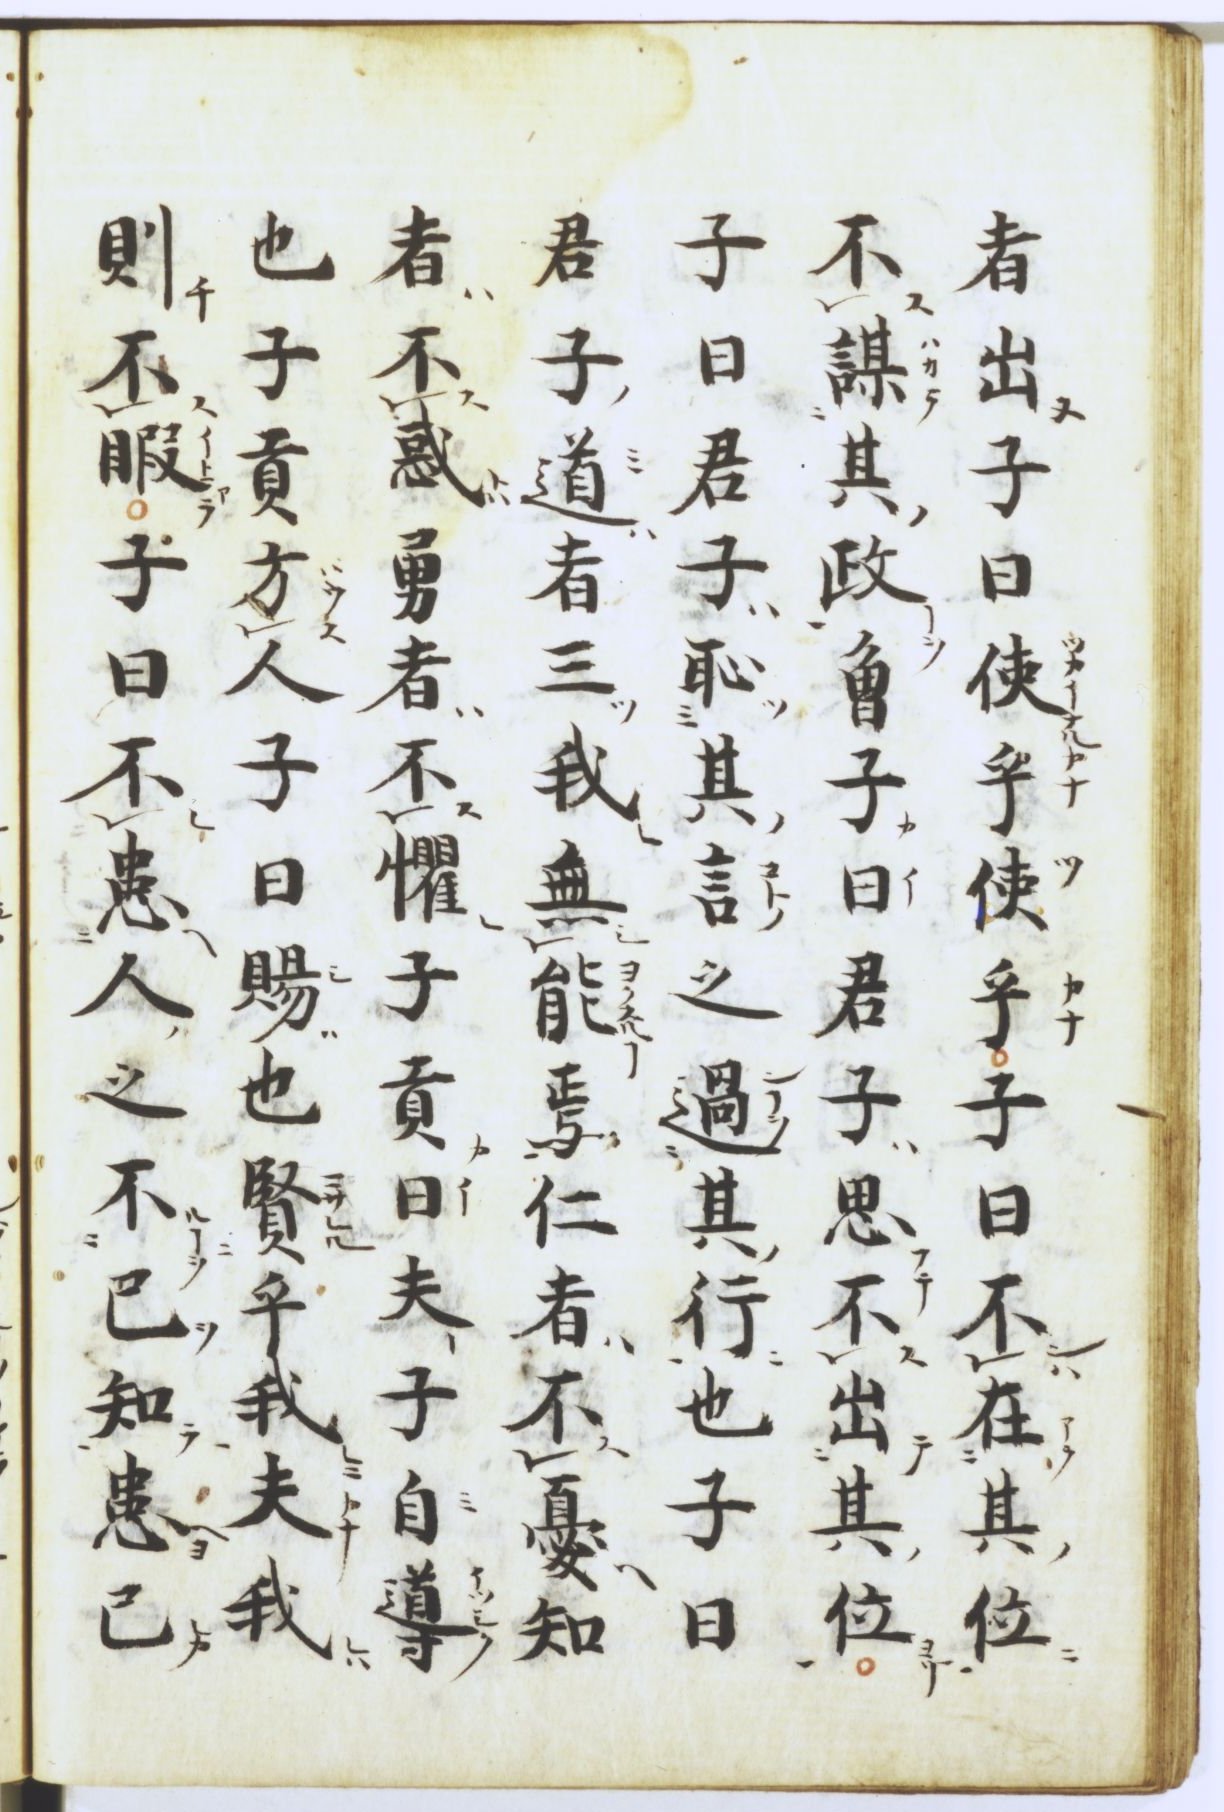 者出子曰使乎使乎子曰不在其位
不謀其政曽子曰君子思不出其位
子曰君子恥其言之過其行也子曰
君子道者三我無能焉仁者不憂知
者不惑勇者不懼子貢曰夫子自導
也子貢方人子曰賜也賢乎我夫我
則不暇子曰不患人之不己知患己